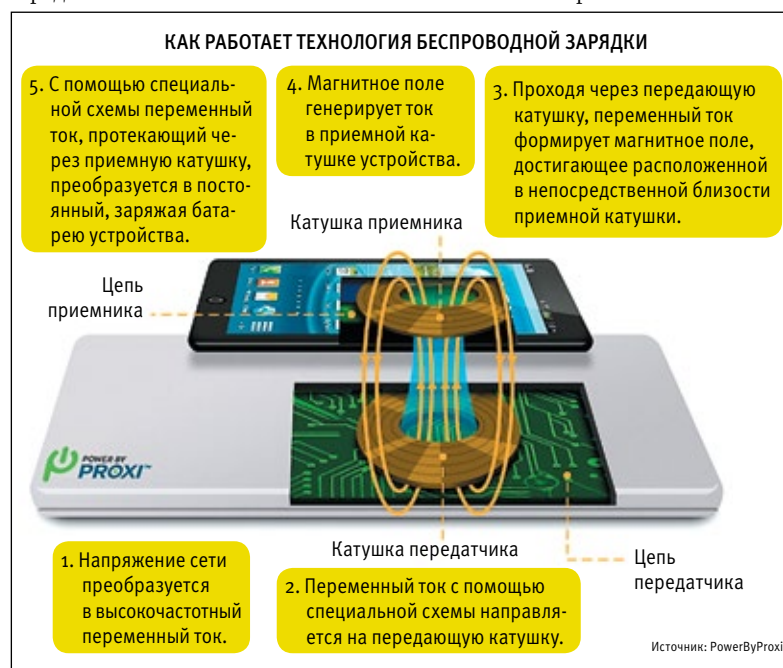 КАК РАБОТАЕТ ТЕХНОЛОГИЯ БЕСПРОВОДНОЙ ЗАРЯДКИ
5. С помощью специаль-
ной схемы переменный
ток, протекающий че-
рез приемную катушку,
преобразуется в посто-
янный, заряжая бата-
рею устройства.
4. Магнитное поле
генерирует ток
в приемной ка-
тушке устройства.
3. Проходя через передающую
катушку, переменный ток
формирует магнитное поле,
достигающее расположенной
в непосредственной близости
приемной катушки.
Катушка приемника
Цепь
приемника
POWER BY
PROXI™
Катушка передатчика
Цепь
передатчика
1. Напряжение сети
преобразуется
в высокочастотный
переменный ток.
2. Переменный ток с помощью
специальной схемы направля-
ется на передающую катушку.
Источник: PowerByProxi